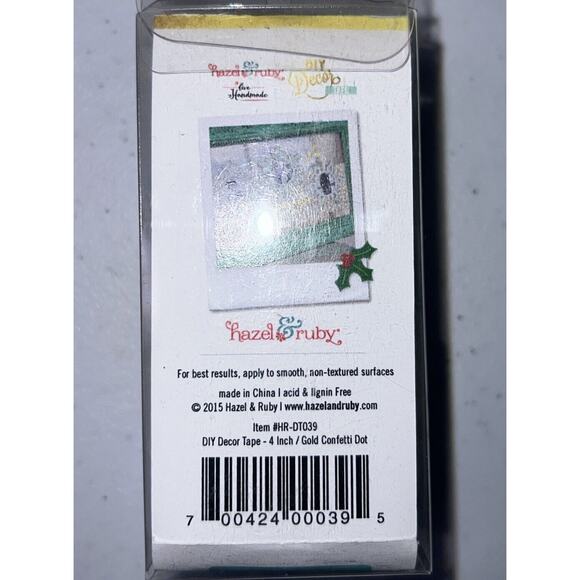 hazel & ruby
DIY
live
Decor
Handmade
hazel & ruby
For best results, apply to smooth, non-textured surfaces
made in China | acid & lignin Free
© 2015 Hazel & Ruby | www.hazelandruby.com
Item #HR-DT039
DIY Decor Tape - 4 Inch / Gold Confetti Dot
7 00424 00039 5